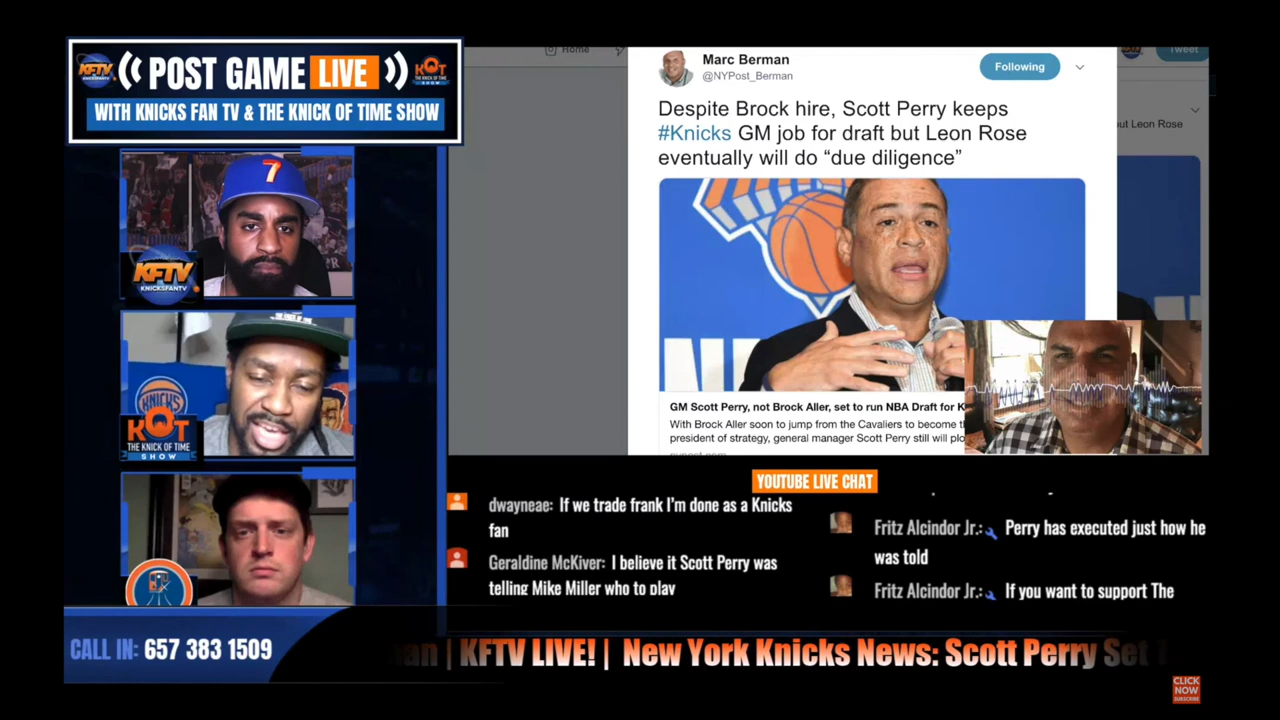 KFTV
POST GAME LIVE
KOT
WITH KNICKS FAN TV & THE KNICK OF TIME SHOW
7
KFTV
KNICKSFANTV
KNICKS
KOT
THE KNICK OF TIME
SHOW
Home
Tweet
Marc Berman
@NYPost_Berman
Following
Despite Brock hire, Scott Perry keeps
#Knicks GM job for draft but Leon Rose
eventually will do “due diligence”
out Leon Rose
GM Scott Perry, not Brock Aller, set to run NBA Draft for K
With Brock Aller soon to jump from the Cavaliers to become t
president of strategy, general manager Scott Perry still will plo
YOUTUBE LIVE CHAT
dwayneae: If we trade frank I'm done as a Knicks
fan
Geraldine McKiver: I believe it Scott Perry was
telling Mike Miller who to play
Fritz Alcindor Jr.: Perry has executed just how he
was told
Fritz Alcindor Jr.: If you want to support The
CALL IN: 657 383 1509
an | KFTV LIVE! | New York Knicks News: Scott Perry Set
CLICK
NOW
SUBSCRIBE